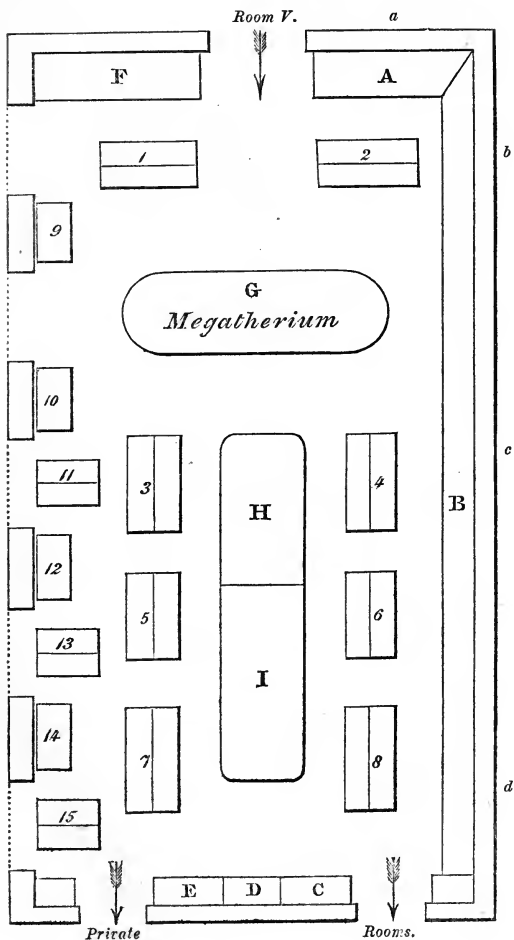 Room V. a
F A
1 2 b
9
G
Megatherium
10
3 4 c
11
H B
12
5 6
13
I
14
7 8 d
15
E D C
Private Rooms.